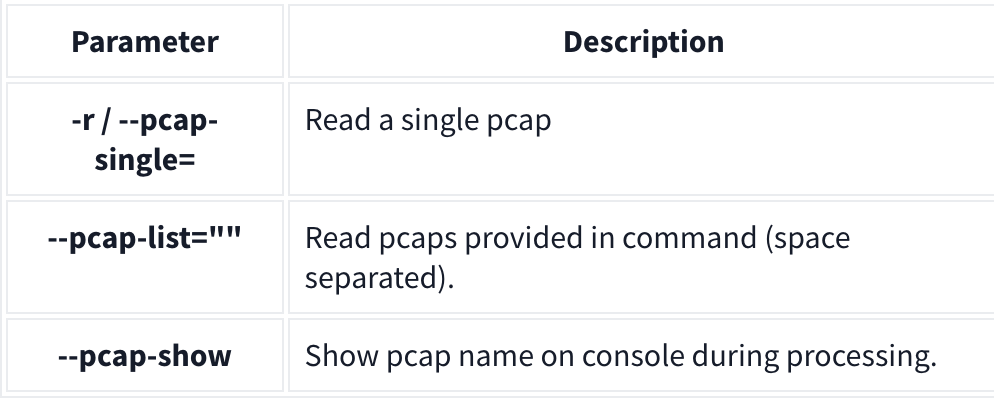 Parameter Description
-r / --pcap-
single=
Read a single pcap
--pcap-list=""
Read pcaps provided in command (space
separated).
--pcap-show
Show pcap name on console during processing.